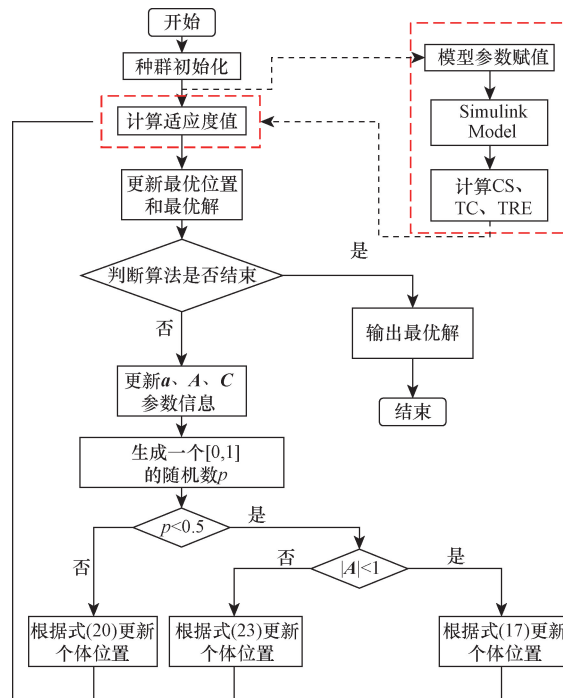 开始
种群初始化
计算适应度值
更新最优位置
和最优解
判断算法是否结束
是
否
输出最优解
结束
更新a、A、C
参数信息
生成一个[0,1]
的随机数p
p<0.5
是
否
|A|<1
否
是
根据式(20)更新
个体位置
根据式(23)更新
个体位置
根据式(17)更新
个体位置
模型参数赋值
Simulink
Model
计算CS、
TC、TRE